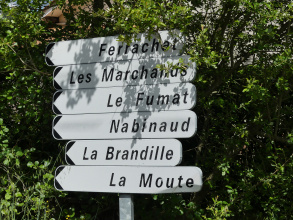 Ferrachat
Les Marchands
Le Fumat
Nabinaud
La Brandille
La Moute